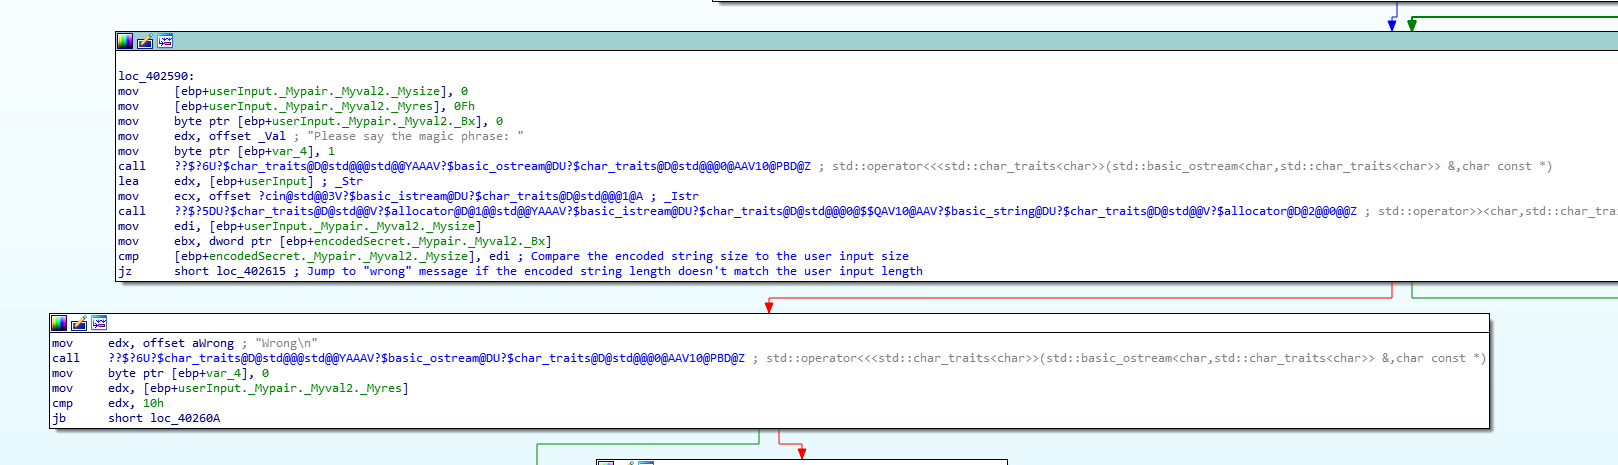 loc_402590:
mov [ebp+userInput._Mypair._Myval2._Mysize], 0
mov [ebp+userInput._Mypair._Myval2._Myres], 0Fh
mov byte ptr [ebp+userInput._Mypair._Myval2._Bx], 0
mov edx, offset _Val ; "Please say the magic phrase: "
mov byte ptr [ebp+var_4], 1
call ??$?6U?$char_traits@D@std@@@std@@YAAAV?$basic_ostream@DU?$char_traits@D@std@@@0@AAV10@PBD@Z ; std::operator<<<std::char_traits<char>>(std::basic_ostream<char,std::char_traits<char>> &,char const *)
lea edx, [ebp+userInput] ; _Str
mov ecx, offset ?cin@std@@3V?$basic_istream@DU?$char_traits@D@std@@@1@A ; _Istr
call ??$?5DU?$char_traits@D@std@@V?$allocator@D@1@@std@@YAAAV?$basic_istream@DU?$char_traits@D@std@@@0@$$QAV10@AAV?$basic_string@DU?$char_traits@D@std@@V?$allocator@D@2@@0@@Z ; std::operator>><char,std::char_tra
mov edi, [ebp+userInput._Mypair._Myval2._Mysize]
mov ebx, dword ptr [ebp+encodedSecret._Mypair._Myval2._Bx]
cmp [ebp+encodedSecret._Mypair._Myval2._Mysize], edi ; Compare the encoded string size to the user input size
jz short loc_402615 ; Jump to "wrong" message if the encoded string length doesn't match the user input length
mov edx, offset aWrong ; "Wrong\n"
call ??$?6U?$char_traits@D@std@@@std@@YAAAV?$basic_ostream@DU?$char_traits@D@std@@@0@AAV10@PBD@Z ; std::operator<<<std::char_traits<char>>(std::basic_ostream<char,std::char_traits<char>> &,char const *)
mov byte ptr [ebp+var_4], 0
mov edx, [ebp+userInput._Mypair._Myval2._Myres]
cmp edx, 10h
jb short loc_40260A